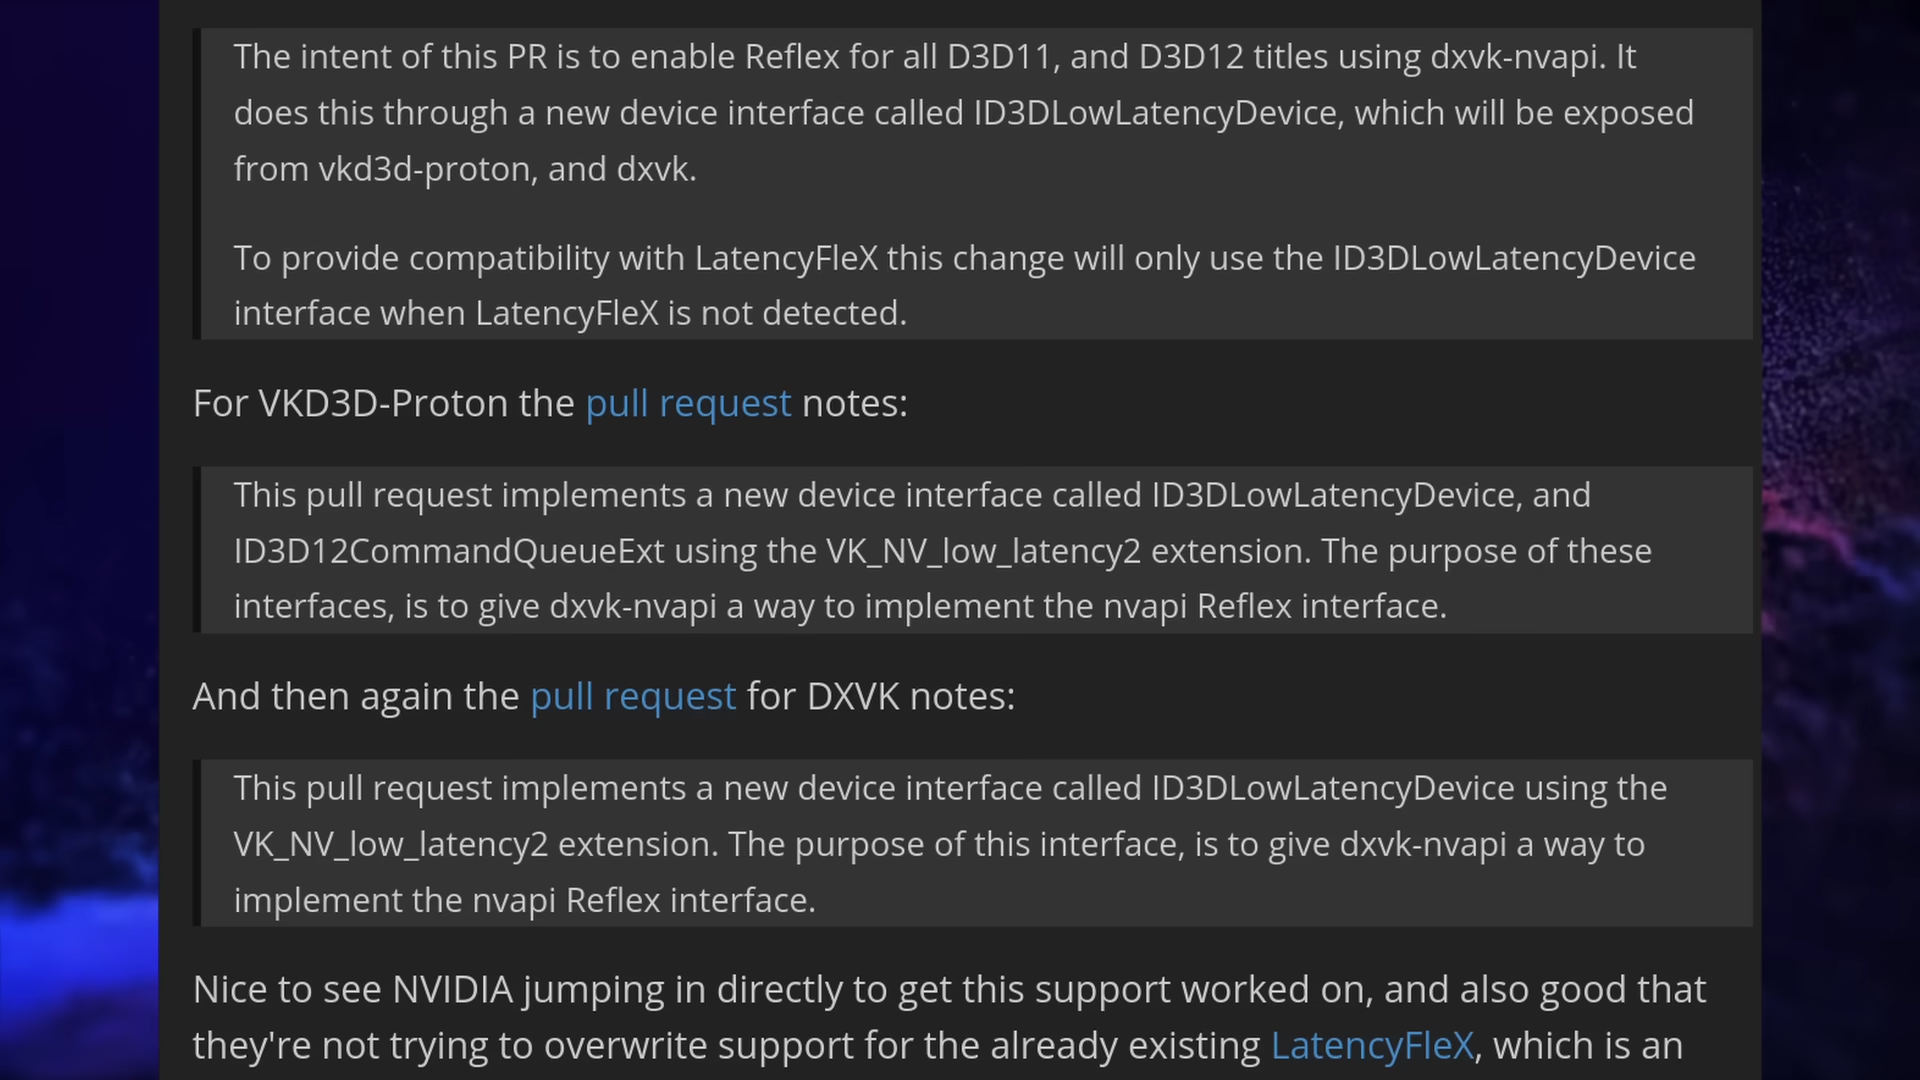 The intent of this PR is to enable Reflex for all D3D11, and D3D12 titles using dxvk-nvapi. It
does this through a new device interface called ID3DLowLatencyDevice, which will be exposed
from vkd3d-proton, and dxvk.
To provide compatibility with LatencyFleX this change will only use the ID3DLowLatencyDevice
interface when LatencyFleX is not detected.
For VKD3D-Proton the pull request notes:
This pull request implements a new device interface called ID3DLowLatencyDevice, and
ID3D12CommandQueueExt using the VK_NV_low_latency2 extension. The purpose of these
interfaces, is to give dxvk-nvapi a way to implement the nvapi Reflex interface.
And then again the pull request for DXVK notes:
This pull request implements a new device interface called ID3DLowLatencyDevice using the
VK_NV_low_latency2 extension. The purpose of this interface, is to give dxvk-nvapi a way to
implement the nvapi Reflex interface.
Nice to see NVIDIA jumping in directly to get this support worked on, and also good that
they're not trying to overwrite support for the already existing LatencyFleX, which is an